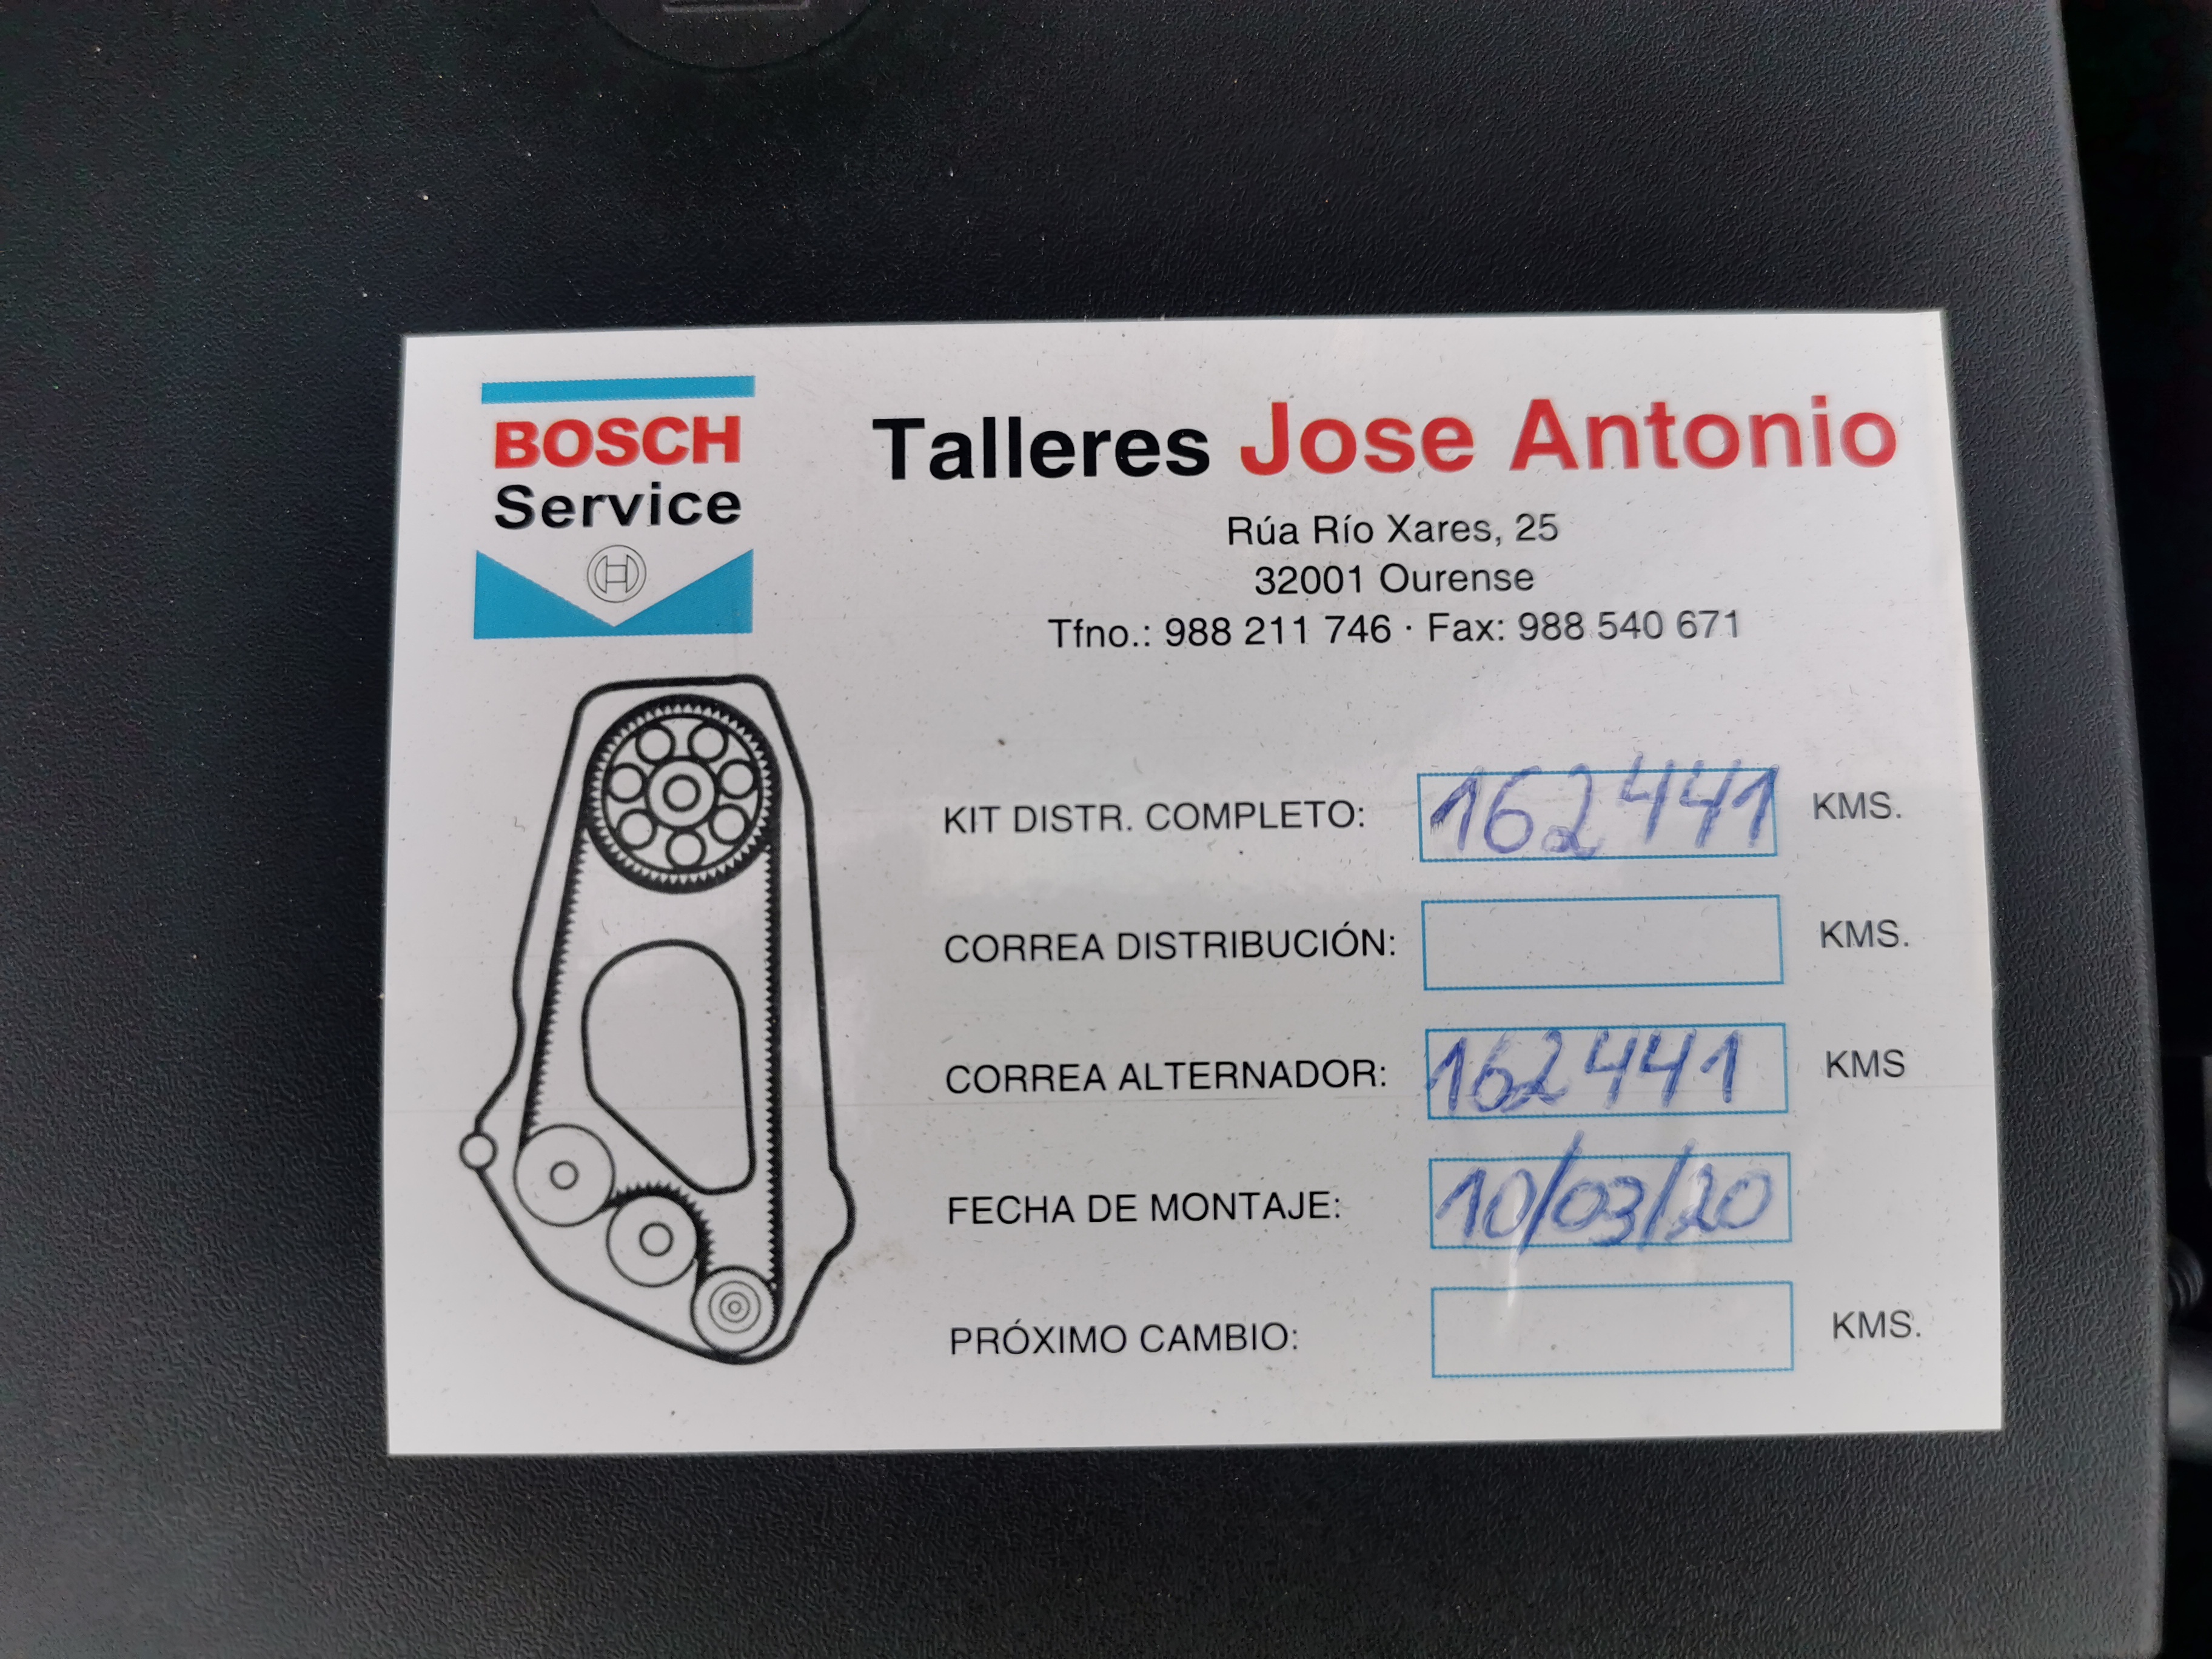 BOSCH
Service
Talleres Jose Antonio
Rúa Río Xares, 25
32001 Ourense
Tfno.: 988 211 746 · Fax: 988 540 671
KIT DISTR. COMPLETO: 162441 KMS.
CORREA DISTRIBUCIÓN: KMS.
CORREA ALTERNADOR: 162441 KMS
FECHA DE MONTAJE: 10/03/20
PRÓXIMO CAMBIO: KMS.